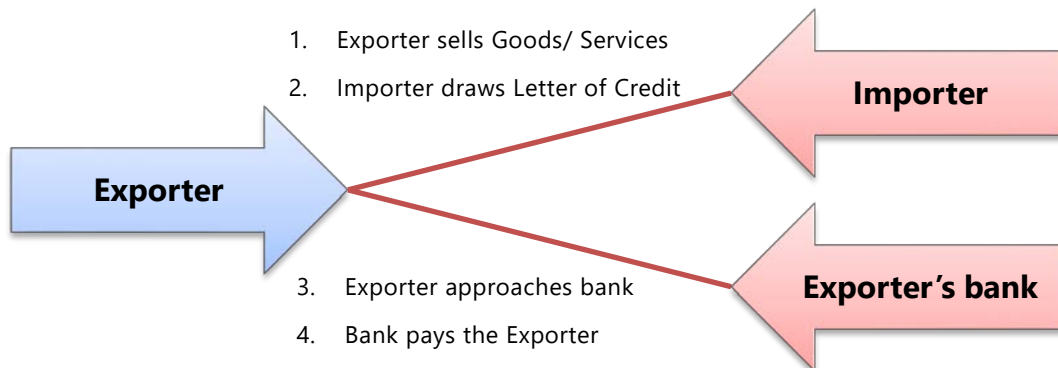 1. Exporter sells Goods/ Services
2. Importer draws Letter of Credit
Importer
Exporter
3. Exporter approaches bank
4. Bank pays the Exporter
Exporter’s bank